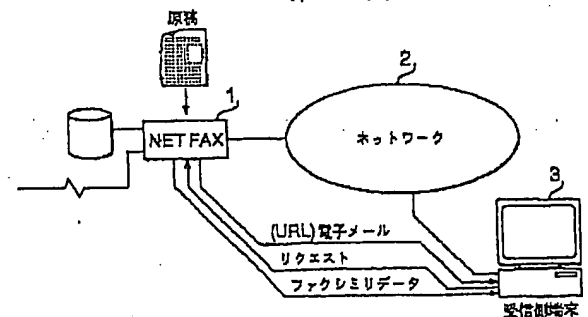 原稿
1
2
NET FAX
ネットワーク
3
(URL)電子メール
リクエスト
ファクシミリデータ
受信側端末